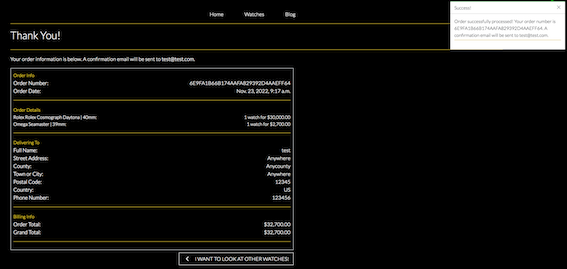 Home Watches Blog
Success!
Order successfully processed! Your order number is
6E9FA1B66B174AAFA829392D4AAEFF64. A
confirmation email will be sent to test@test.com.
Thank You!
Your order information is below. A confirmation email will be sent to test@test.com.
Order Info
Order Number: 6E9FA1B66B174AAFA829392D4AAEFF64
Order Date: Nov. 23, 2022, 9:17 a.m.
Order Details
Rolex Rolex Cosmograph Daytona | 40mm: 1 watch for $30,000.00
Omega Seamaster | 39mm: 1 watch for $2,700.00
Delivering To
Full Name: test
Street Address: Anywhere
County: Anycounty
Town or City: Anywhere
Postal Code: 12345
Country: US
Phone Number: 123456
Billing Info
Order Total: $32,700.00
Grand Total: $32,700.00
I WANT TO LOOK AT OTHER WATCHES!